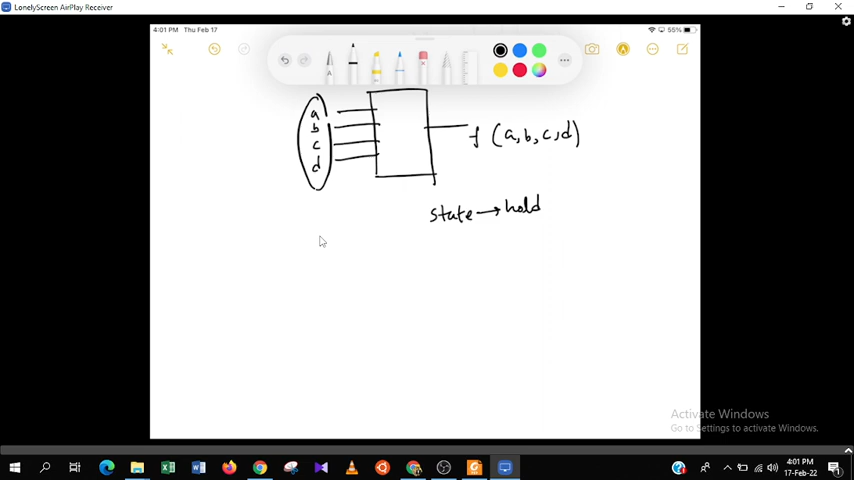 LonelyScreen AirPlay Receiver
4:01 PM Thu Feb 17
55%
A
a
b
c
d
f (a,b,c,d)
state → hold
Activate Windows
Go to Settings to activate Windows.
4:01 PM
17-Feb-22